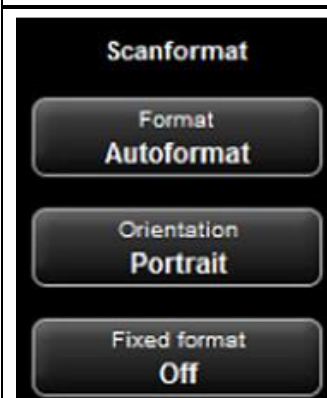 Scanformat
Format
Autoformat
Orientation
Portrait
Fixed format
Off